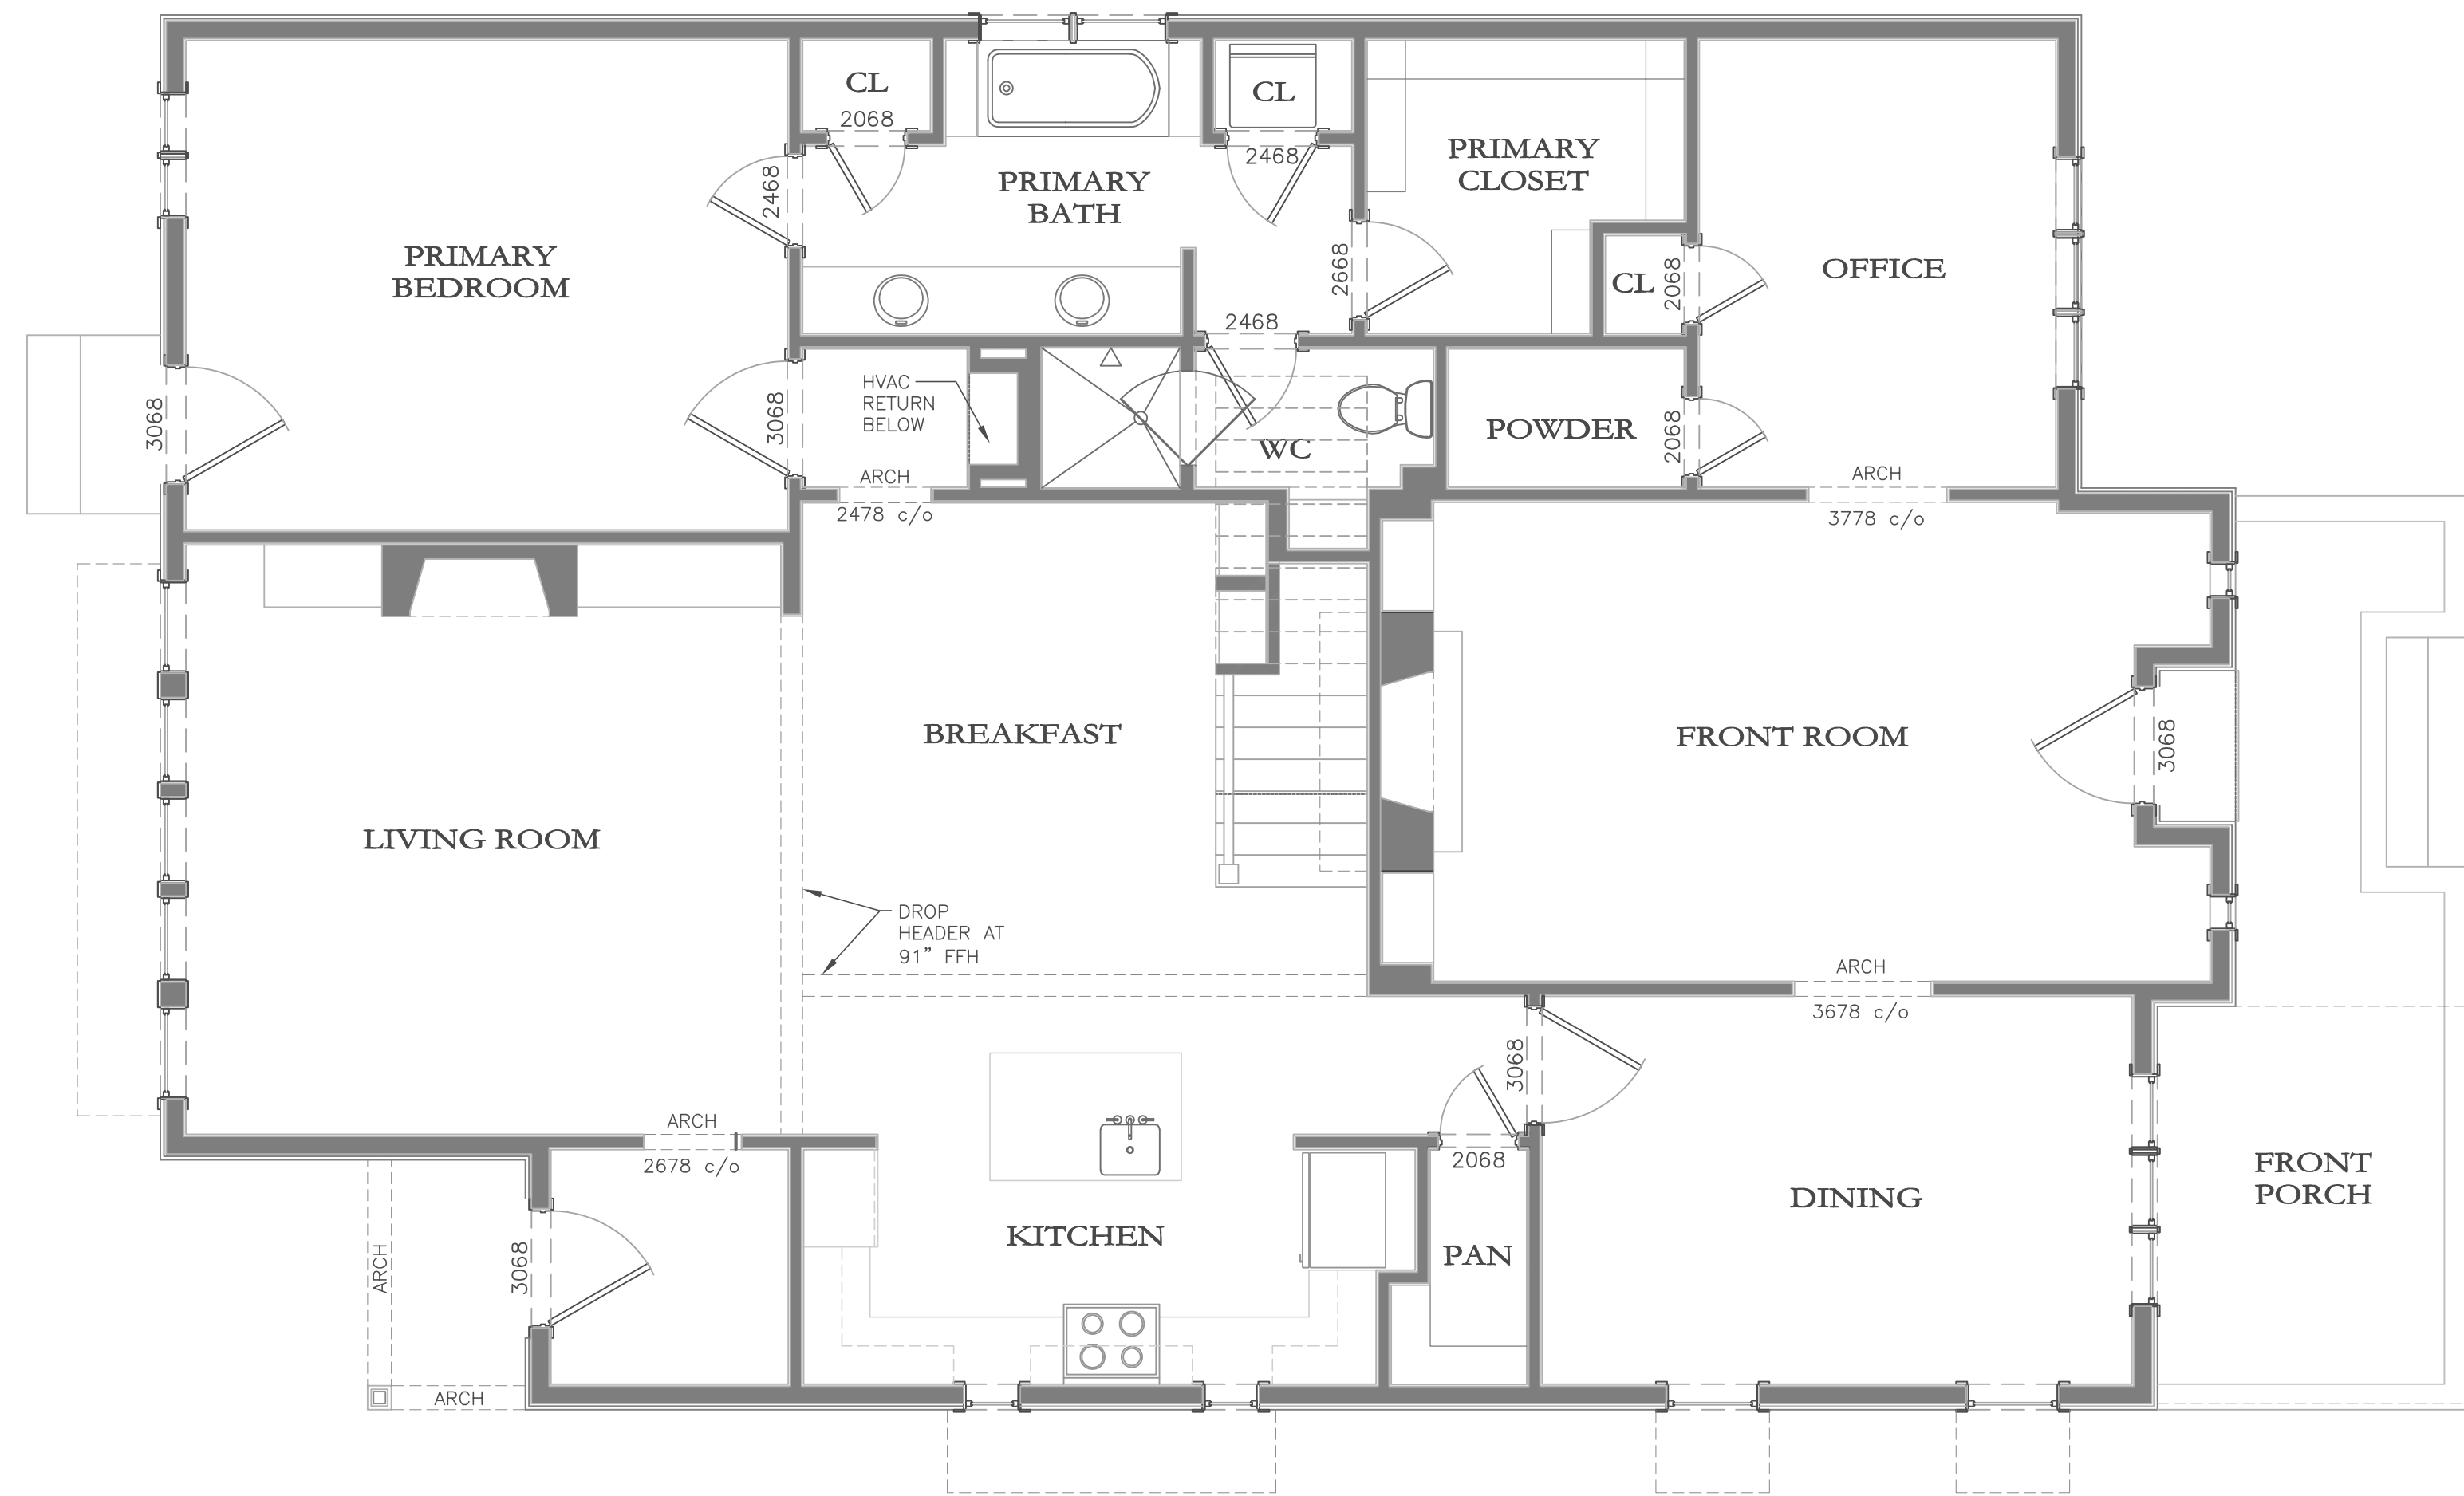 CL
2068
CL
2468
PRIMARY
CLOSET
PRIMARY
BATH
2468
PRIMARY
BEDROOM
2668
CL
2068
OFFICE
2468
HVAC
RETURN
BELOW
3068
3068
WC
POWDER
2068
ARCH
2478 c/o
ARCH
3778 c/o
BREAKFAST
FRONT ROOM
3068
LIVING ROOM
DROP
HEADER AT
91" FFH
ARCH
3678 c/o
3068
ARCH
2678 c/o
2068
FRONT
PORCH
DINING
KITCHEN
PAN
3068
ARCH
ARCH